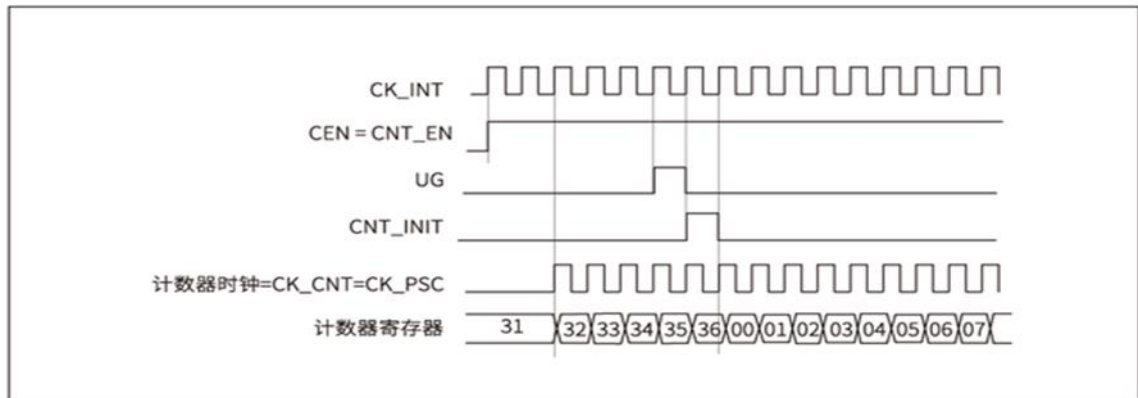 CK_INT
CEN = CNT_EN
UG
CNT_INIT
计数器时钟=CK_CNT=CK_PSC
计数器寄存器 31 32 33 34 35 36 00 01 02 03 04 05 06 07